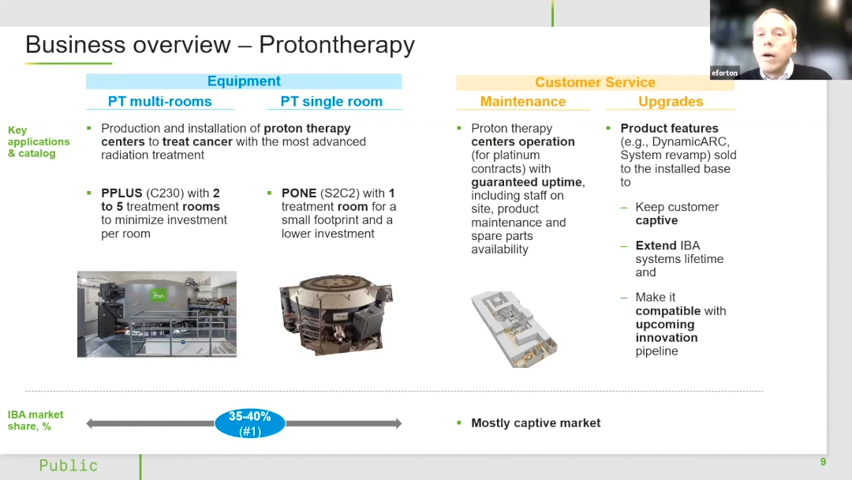 Business overview – Protontherapy
eforton
Equipment
PT multi-rooms
PT single room
Customer Service
Maintenance
Upgrades
Key
applications
& catalog
▪ Production and installation of proton therapy
centers to treat cancer with the most advanced
radiation treatment
▪ PPLUS (C230) with 2
to 5 treatment rooms
to minimize investment
per room
▪ PONE (S2C2) with 1
treatment room for a
small footprint and a
lower investment
▪ Proton therapy
centers operation
(for platinum
contracts) with
guaranteed uptime,
including staff on
site, product
maintenance and
spare parts
availability
▪ Product features
(e.g., DynamicARC,
System revamp) sold
to the installed base
to
– Keep customer
captive
– Extend IBA
systems lifetime
and
– Make it
compatible with
upcoming
innovation
pipeline
iba
IBA market
share, %
35-40%
(#1)
▪ Mostly captive market
Public
9